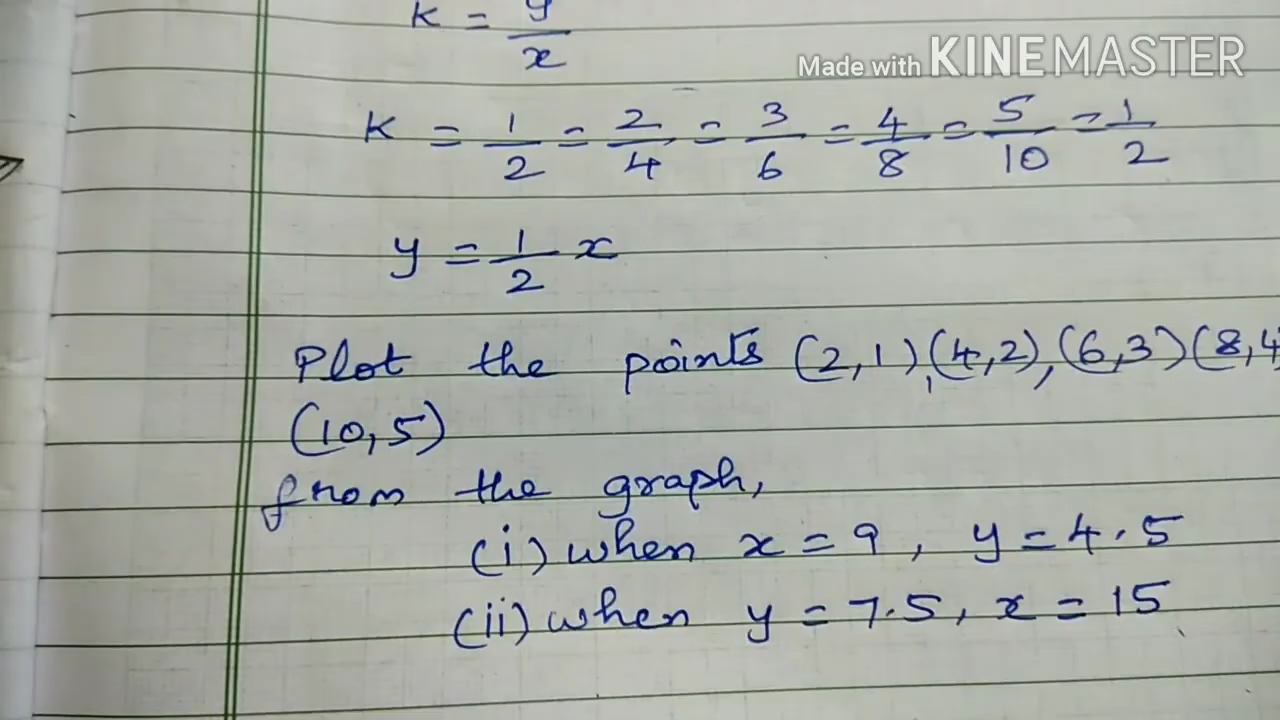 K = y/x
Made with KINEMASTER
K = 1/2 = 2/4 = 3/6 = 4/8 = 5/10 = 1/2
y = 1/2 x
Plot the points (2,1), (4,2), (6,3) (8,4
(10,5)
from the graph,
(i) when x = 9, y = 4.5
(ii) when y = 7.5, x = 15